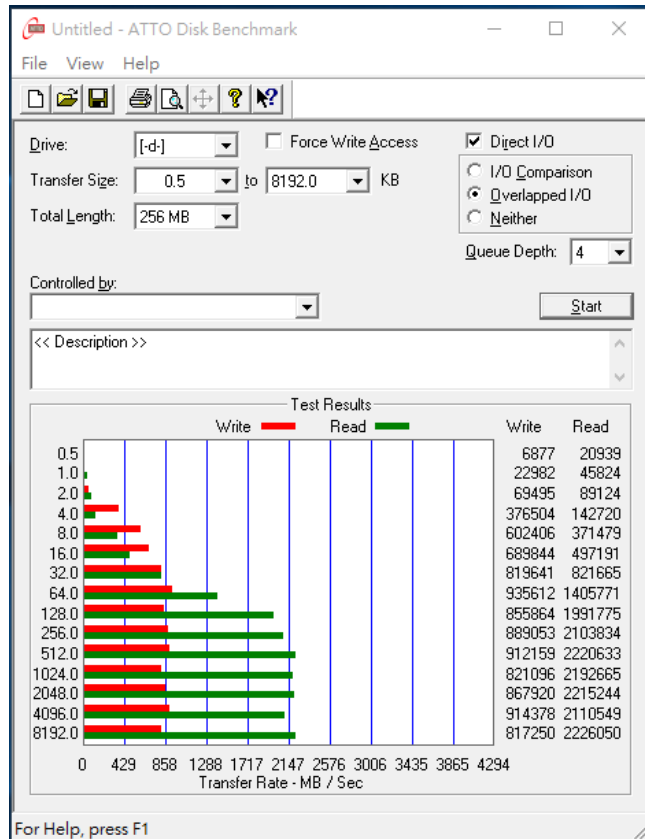 Untitled - ATTO Disk Benchmark
File View Help
Drive: [-d-] Force Write Access Direct I/O
Transfer Size: 0.5 to 8192.0 KB I/O Comparison
Overlapped I/O
Total Length: 256 MB Neither
Queue Depth: 4
Controlled by:
Start
<< Description >>
Test Results
Write Read Write Read
0.5 6877 20939
1.0 22982 45824
2.0 69495 89124
4.0 376504 142720
8.0 602406 371479
16.0 689844 497191
32.0 819641 821665
64.0 935612 1405771
128.0 855864 1991775
256.0 889053 2103834
512.0 912159 2220633
1024.0 821096 2192665
2048.0 867920 2215244
4096.0 914378 2110549
8192.0 817250 2226050
0 429 858 1288 1717 2147 2576 3006 3435 3865 4294
Transfer Rate - MB / Sec
For Help, press F1